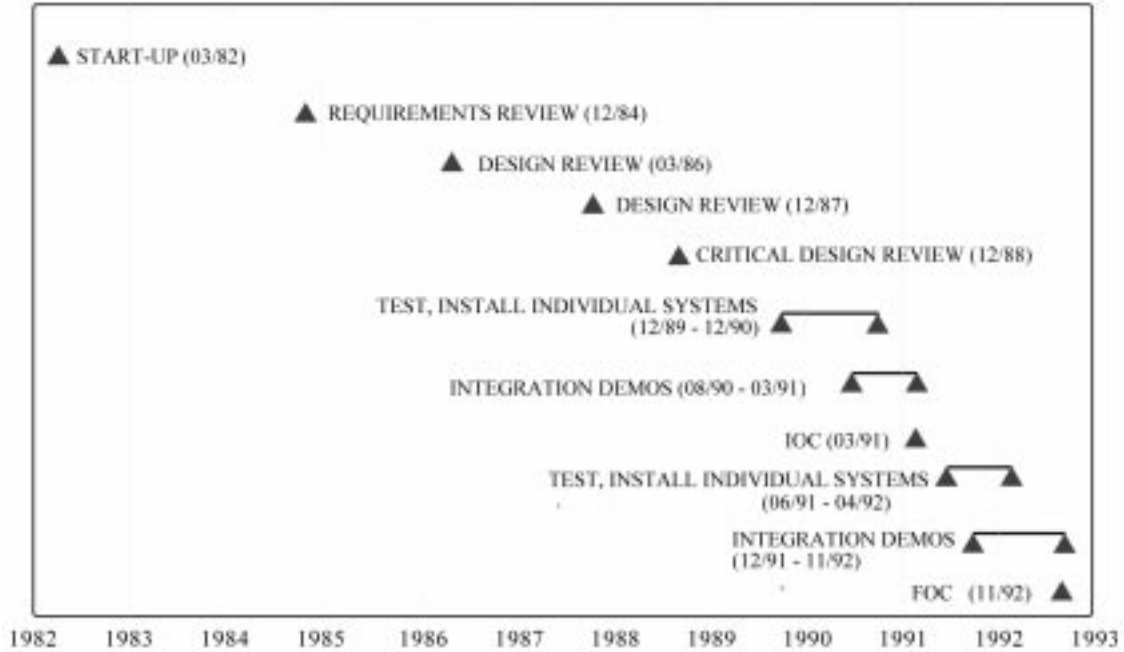 START-UP (03/82)
REQUIREMENTS REVIEW (12/84)
DESIGN REVIEW (03/86)
DESIGN REVIEW (12/87)
CRITICAL DESIGN REVIEW (12/88)
TEST, INSTALL INDIVIDUAL SYSTEMS
(12/89 - 12/90)
INTEGRATION DEMOS (08/90 - 03/91)
IOC (03/91)
TEST, INSTALL INDIVIDUAL SYSTEMS
(06/91 - 04/92)
INTEGRATION DEMOS
(12/91 - 11/92)
FOC (11/92)
1982 1983 1984 1985 1986 1987 1988 1989 1990 1991 1992 1993